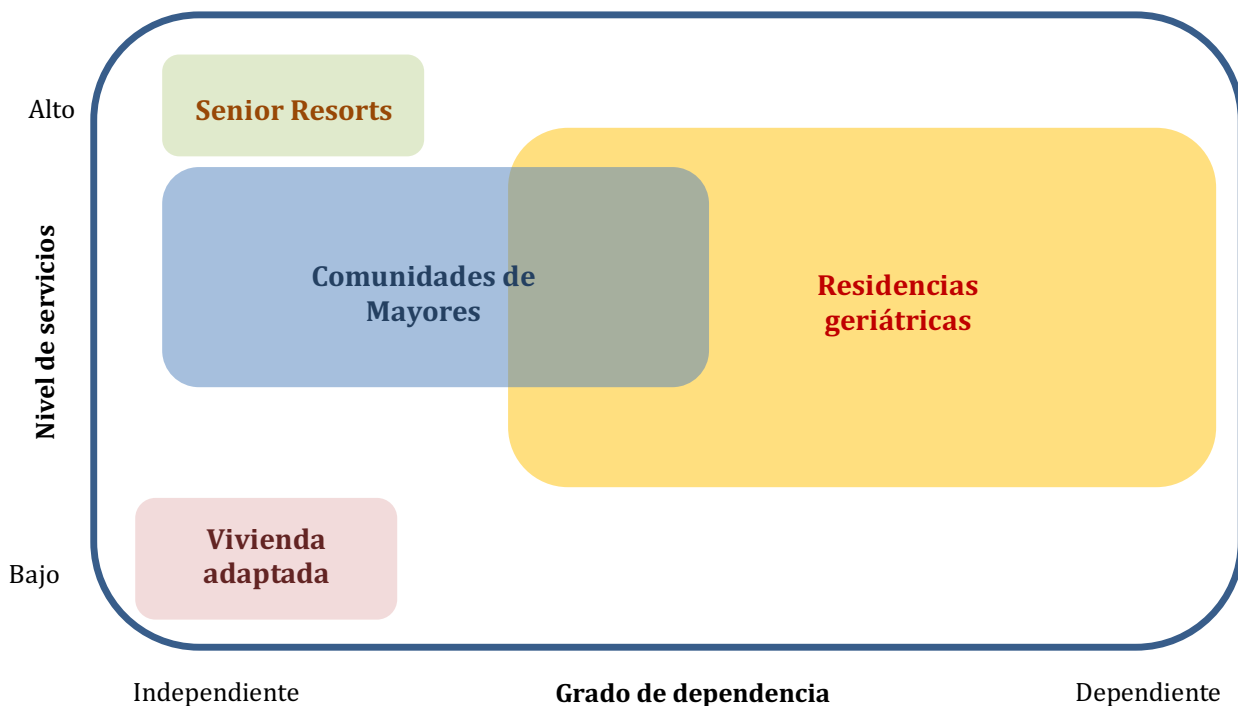 Alto
Senior Resorts
Nivel de servicios
Comunidades de
Mayores
Residencias
geriátricas
Vivienda
adaptada
Bajo
Independiente
Grado de dependencia
Dependiente